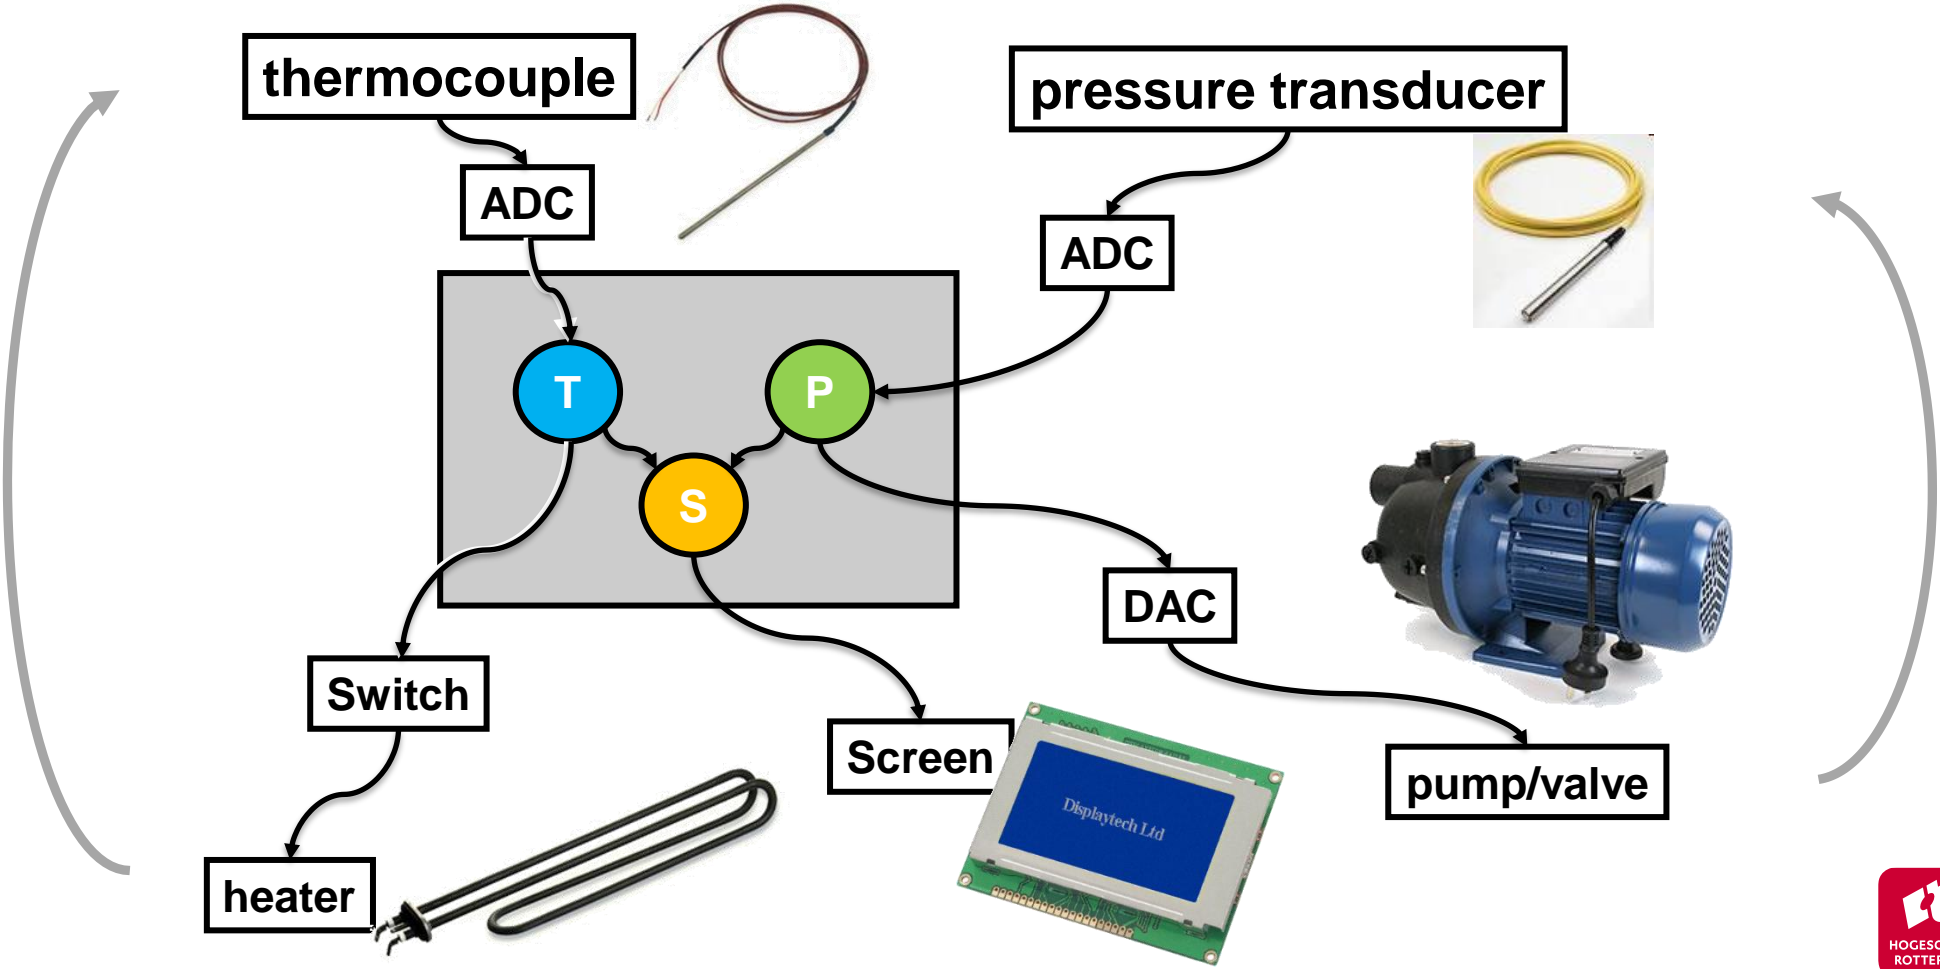 thermocouple
pressure transducer
ADC
ADC
T
P
S
DAC
Switch
Screen
Displaytech Ltd
pump/valve
heater